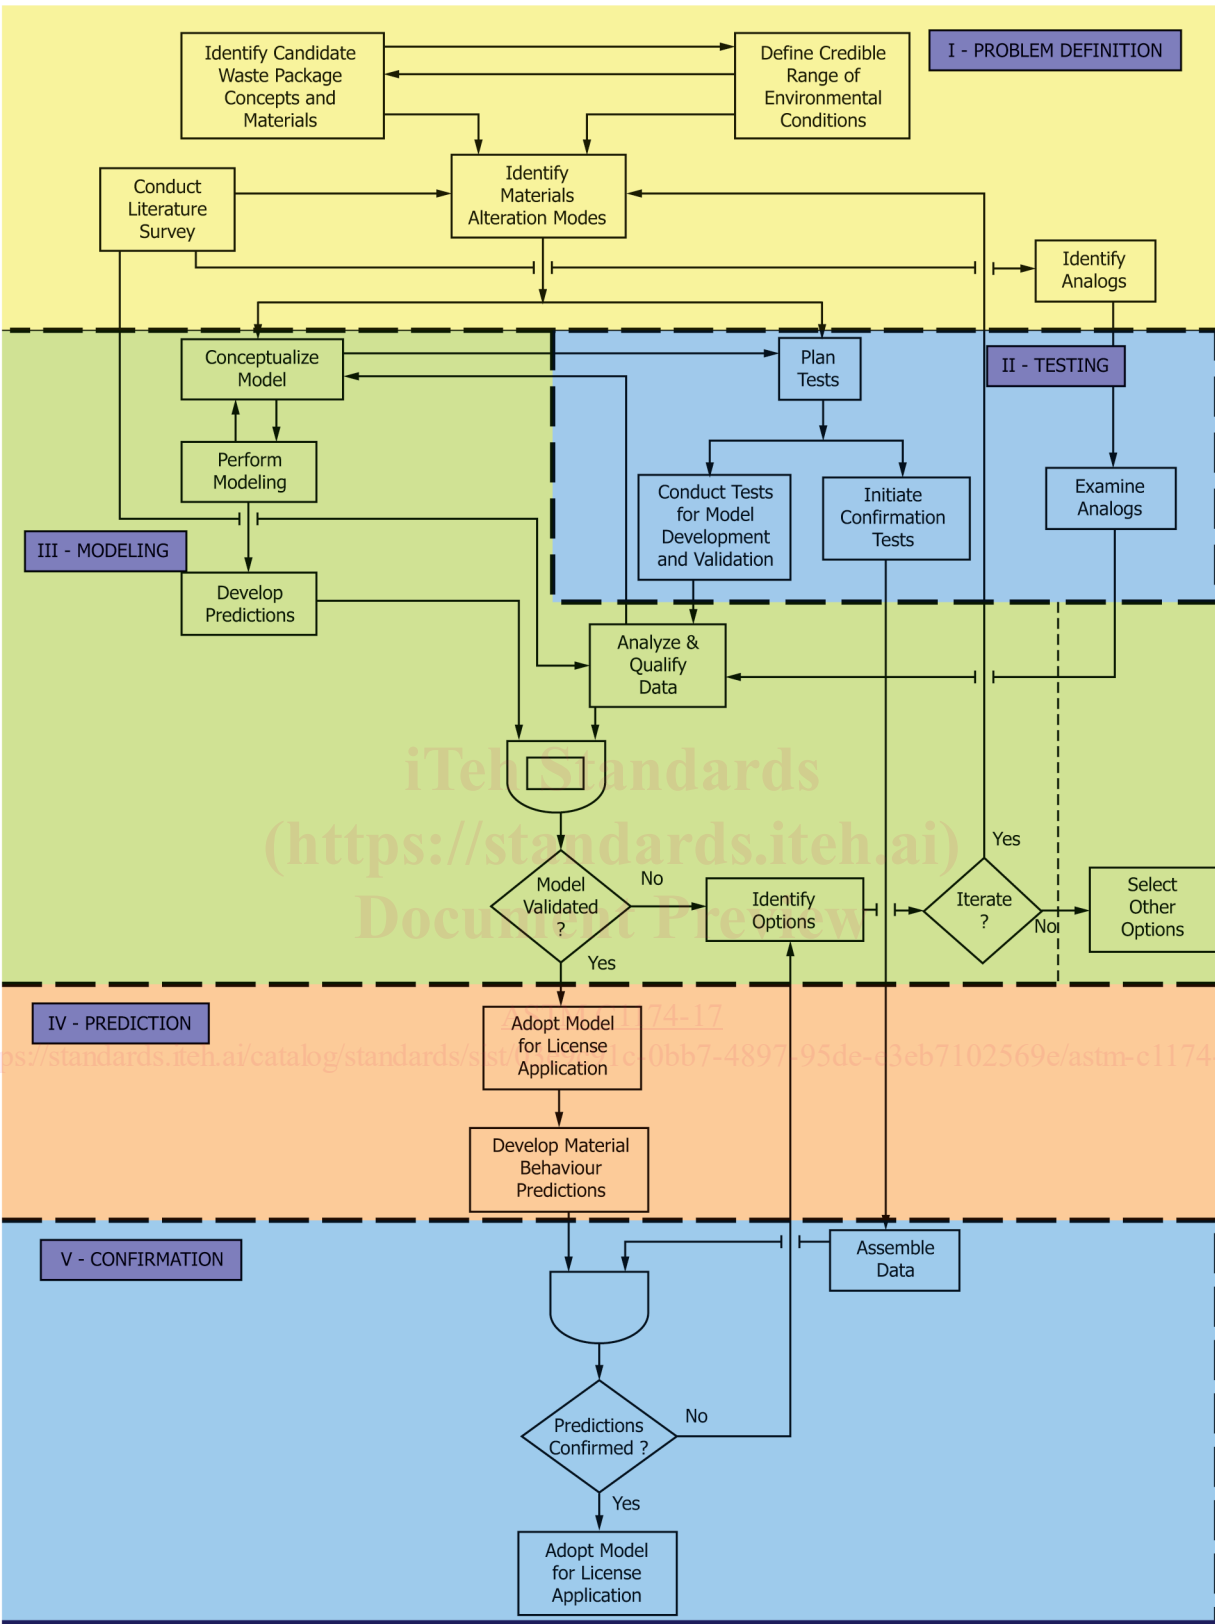 Identify Candidate
Waste Package
Concepts and
Materials
Define Credible
Range of
Environmental
Conditions
I - PROBLEM DEFINITION
Conduct
Literature
Survey
Identify
Materials
Alteration Modes
Identify
Analogs
Conceptualize
Model
Plan
Tests
II - TESTING
Perform
Modeling
Conduct Tests
for Model
Development
and Validation
Initiate
Confirmation
Tests
Examine
Analogs
III - MODELING
Develop
Predictions
Analyze &
Qualify
Data
iTeh Standards
(https://standards.iteh.ai)
Document Preview
Model
Validated
?
No
Yes
Identify
Options
Iterate
?
Yes
No
Select
Other
Options
IV - PREDICTION
Adopt Model
for License
Application
Develop Material
Behaviour
Predictions
V - CONFIRMATION
Assemble
Data
Predictions
Confirmed ?
No
Yes
Adopt Model
for License
Application